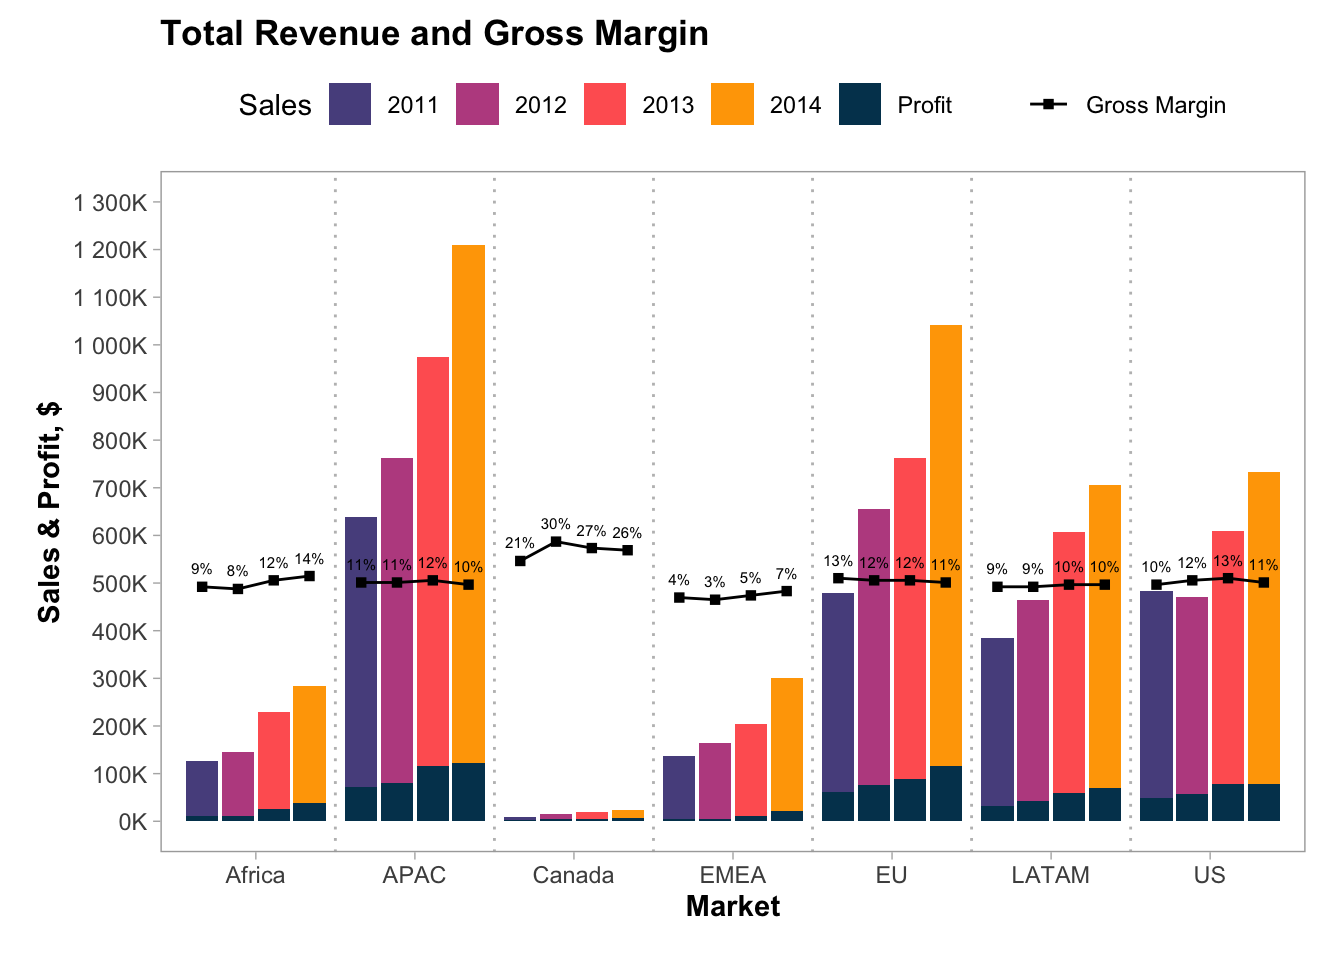 Total Revenue and Gross Margin
Sales 2011 2012 2013 2014 Profit Gross Margin
Sales & Profit, $
1 300K
1 200K
1 100K
1 000K
900K
800K
700K
600K
500K
400K
300K
200K
100K
0K
9% 8% 12% 14%
11% 11% 12% 10%
21% 30% 27% 26%
4% 3% 5% 7%
13% 12% 12% 11%
9% 9% 10% 10%
10% 12% 13% 11%
Africa APAC Canada EMEA EU LATAM US
Market